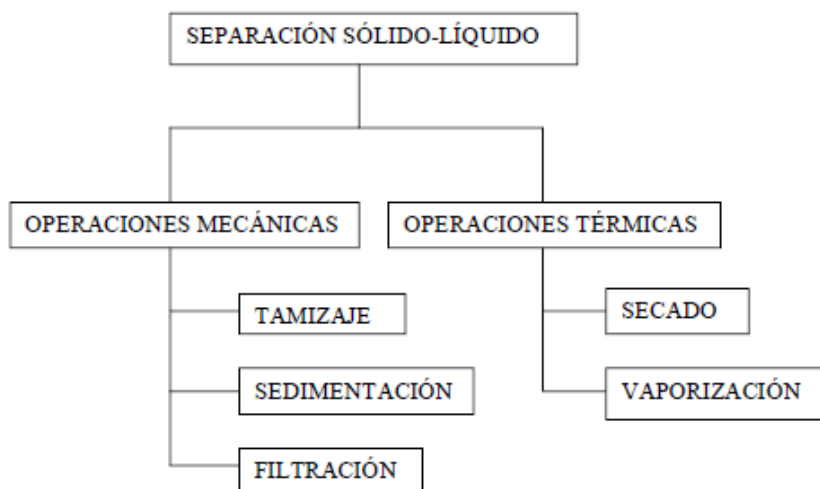 SEPARACIÓN SÓLIDO-LÍQUIDO
OPERACIONES MECÁNICAS
OPERACIONES TÉRMICAS
TAMIZAJE
SECADO
SEDIMENTACIÓN
VAPORIZACIÓN
FILTRACIÓN